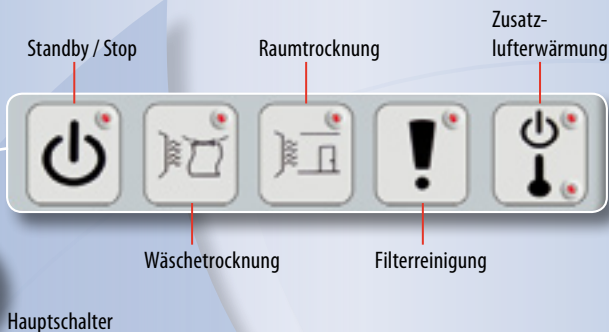 Zusatz-
Standby / Stop Raumtrocknung lufterwärmung
Wäschetrocknung Filterreinigung
Hauptschalter